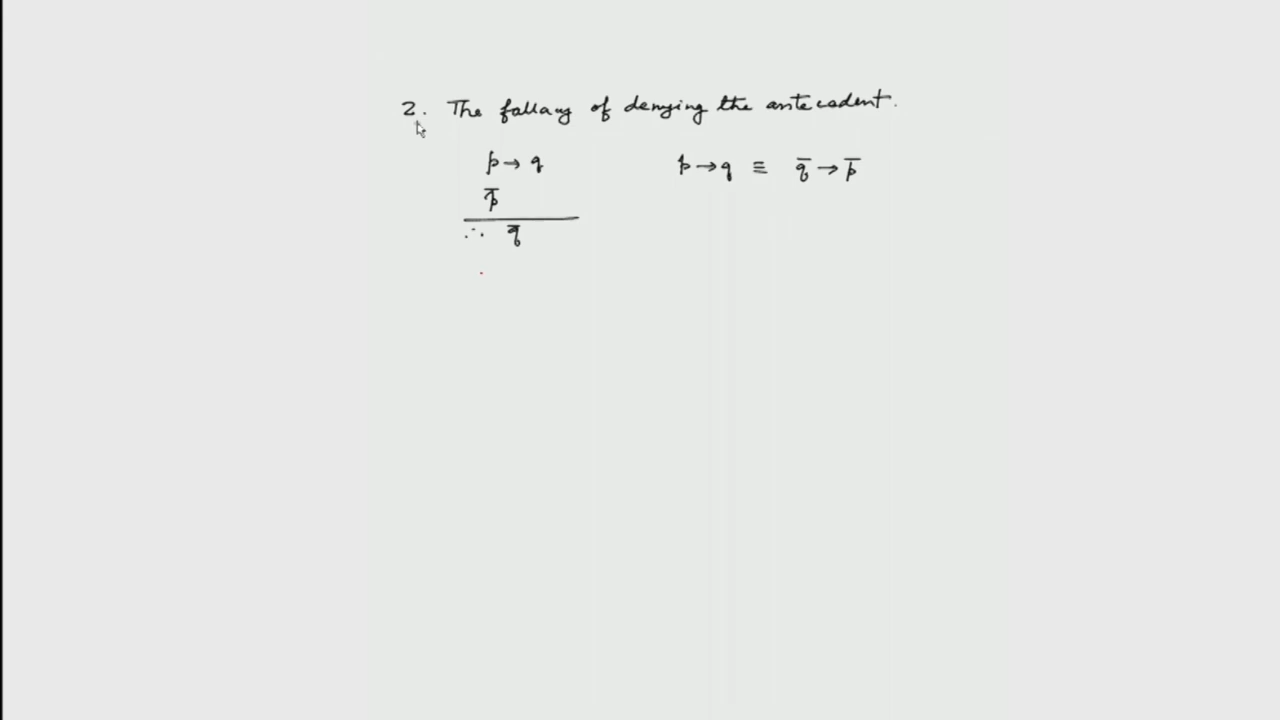 2. The fallacy of denying the antecedent.
p → q p → q ≡ q̅ → p̅
p̅
∴ q̅